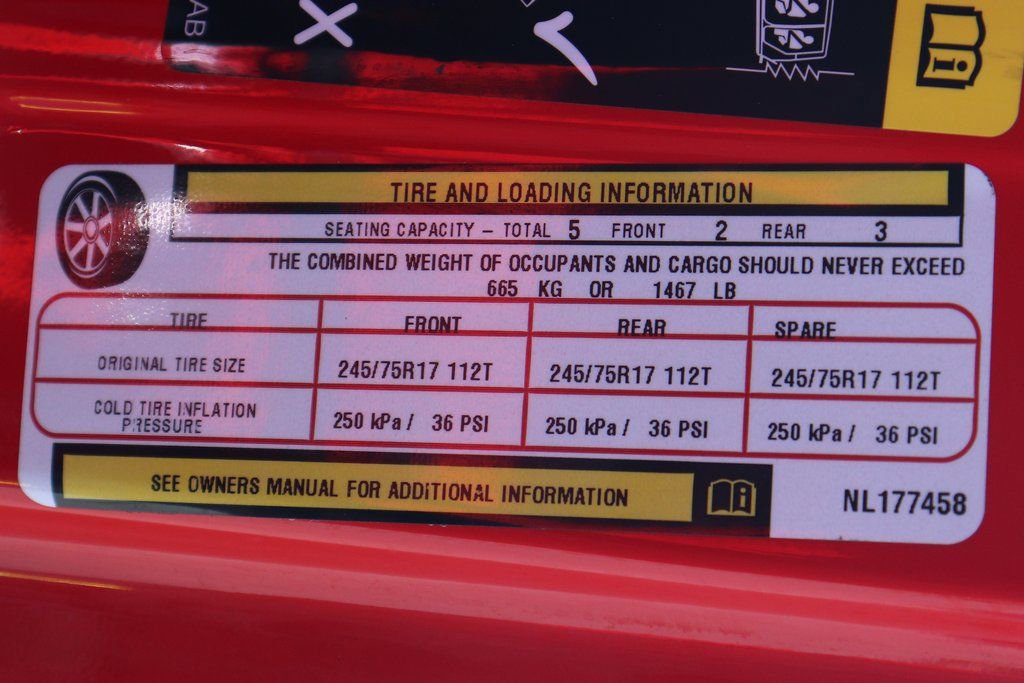 AB
TIRE AND LOADING INFORMATION
SEATING CAPACITY – TOTAL 5 FRONT 2 REAR 3
THE COMBINED WEIGHT OF OCCUPANTS AND CARGO SHOULD NEVER EXCEED
665 KG OR 1467 LB
TIRE FRONT REAR SPARE
ORIGINAL TIRE SIZE 245/75R17 112T 245/75R17 112T 245/75R17 112T
COLD TIRE INFLATION
PRESSURE 250 kPa / 36 PSI 250 kPa / 36 PSI 250 kPa / 36 PSI
SEE OWNERS MANUAL FOR ADDITIONAL INFORMATION
NL177458